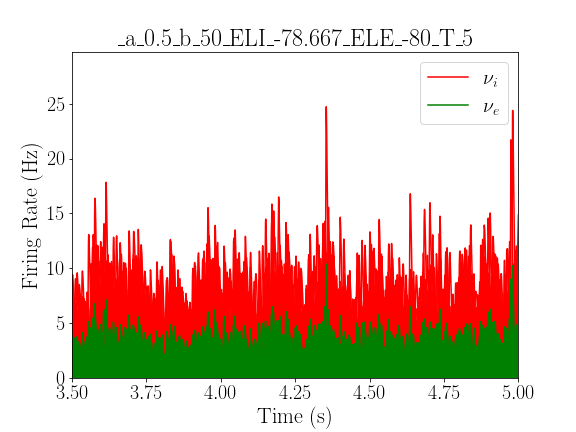 _a_0.5_b_50_ELI_-78.667_ELE_-80_T_5
Firing Rate (Hz)
25
20
15
10
5
0
ν_i
ν_e
3.50 3.75 4.00 4.25 4.50 4.75 5.00
Time (s)